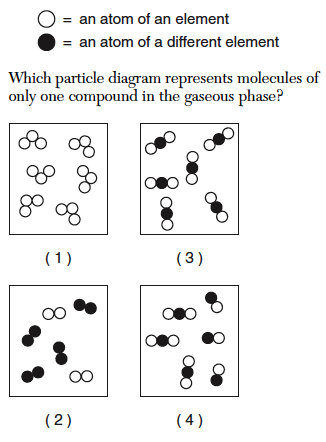 = an atom of an element
= an atom of a different element
Which particle diagram represents molecules of
only one compound in the gaseous phase?
( 1 )
( 3 )
( 2 )
( 4 )